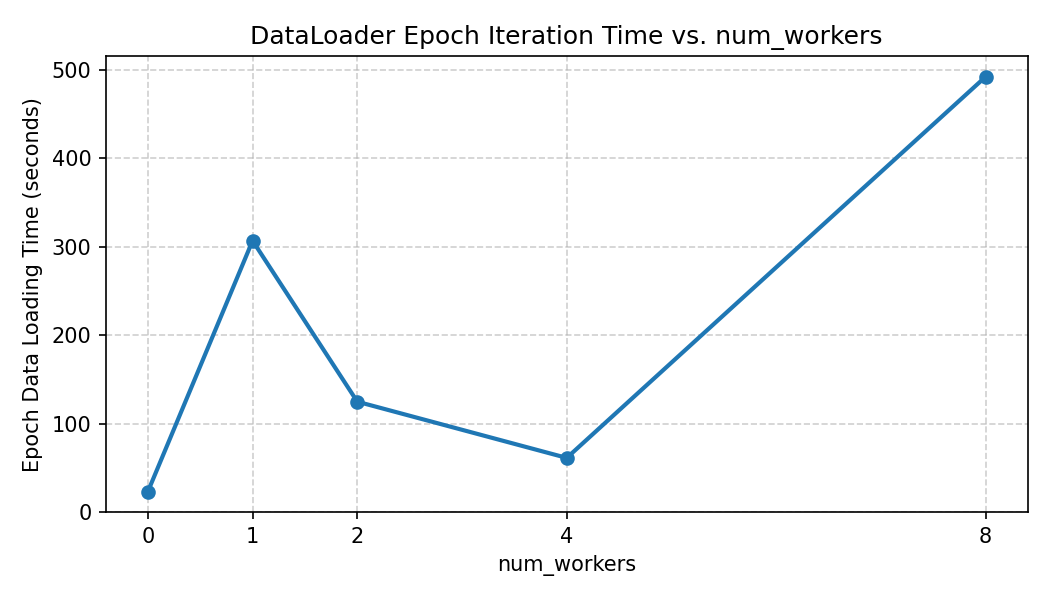 DataLoader Epoch Iteration Time vs. num_workers
Epoch Data Loading Time (seconds)
500
400
300
200
100
0
0 1 2 4 8
num_workers